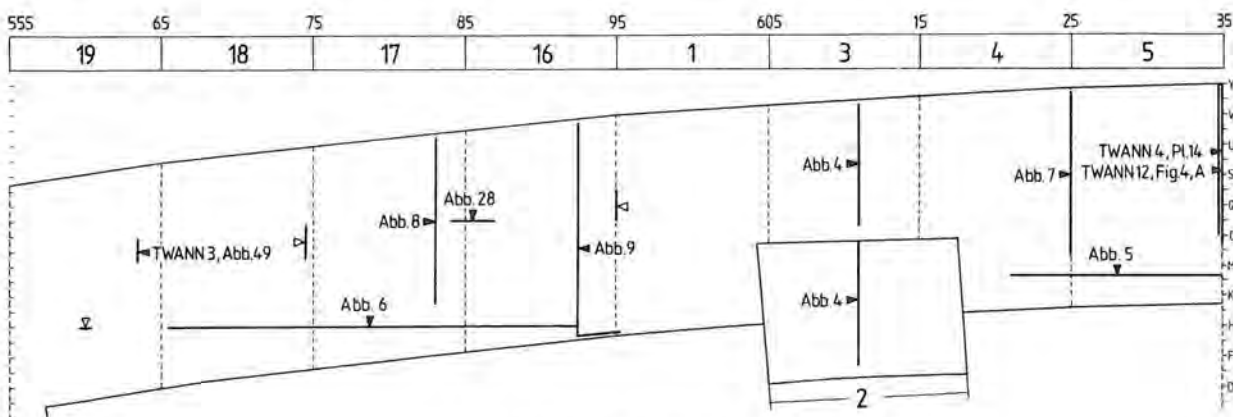 555 65 75 85 95 605 15 25 35
19 18 17 16 1 3 4 5
Y
W
Abb.4
TWANN 4, Pl.14
U
Abb.7
TWANN 12, Fig.4, A
S
Abb.28
Abb.8
Q
TWANN 3, Abb.49
Abb.9
O
Abb. 5
M
Abb. 6
Abb.4
K
H
F
D
2